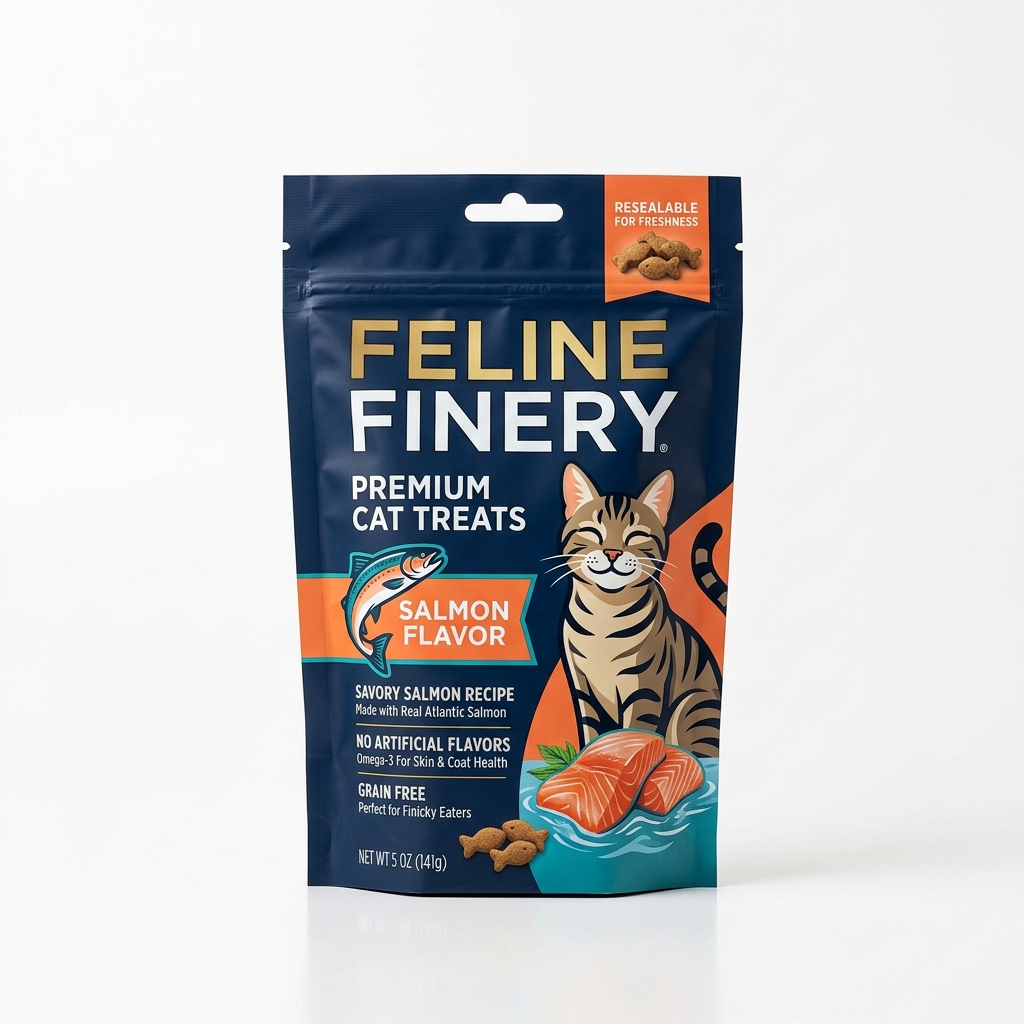 RESEALABLE
FOR FRESHNESS
FELINE
FINERY®
PREMIUM
CAT TREATS
SALMON
FLAVOR
SAVORY SALMON RECIPE
Made with Real Atlantic Salmon
NO ARTIFICIAL FLAVORS
Omega-3 For Skin & Coat Health
GRAIN FREE
Perfect for Finicky Eaters
NET WT 5 OZ (141g)